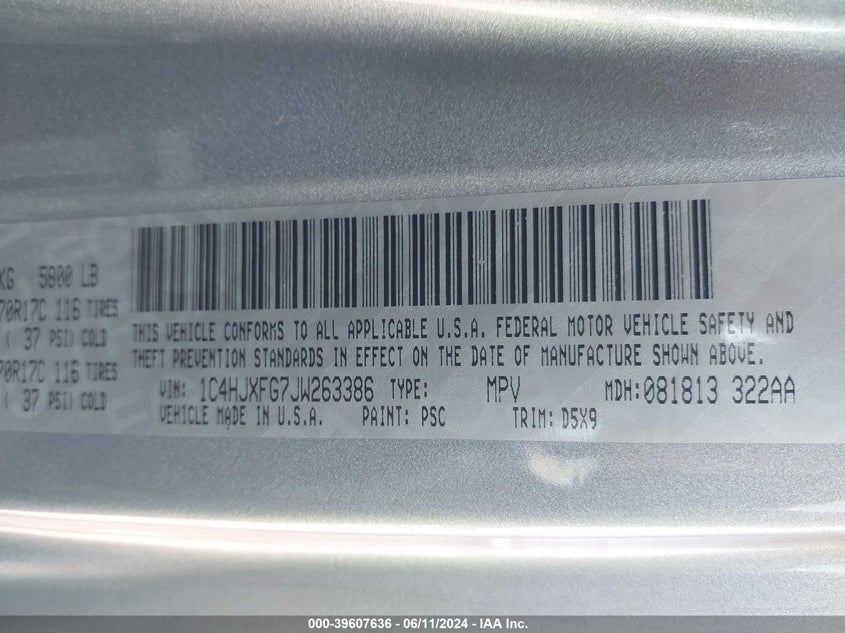 KG 5800 LB
70R17C 116 TIRES
( 37 PSI) COLD
70R17C 116 TIRES
( 37 PSI) COLD
THIS VEHICLE CONFORMS TO ALL APPLICABLE U.S.A. FEDERAL MOTOR VEHICLE SAFETY AND
THEFT PREVENTION STANDARDS IN EFFECT ON THE DATE OF MANUFACTURE SHOWN ABOVE.
VIN: 1C4HJXFG7JW263386 TYPE: MPV MDH: 081813 322AA
VEHICLE MADE IN U.S.A. PAINT: PSC TRIM: D5X9
000-39607636 - 06/11/2024 - IAA Inc.